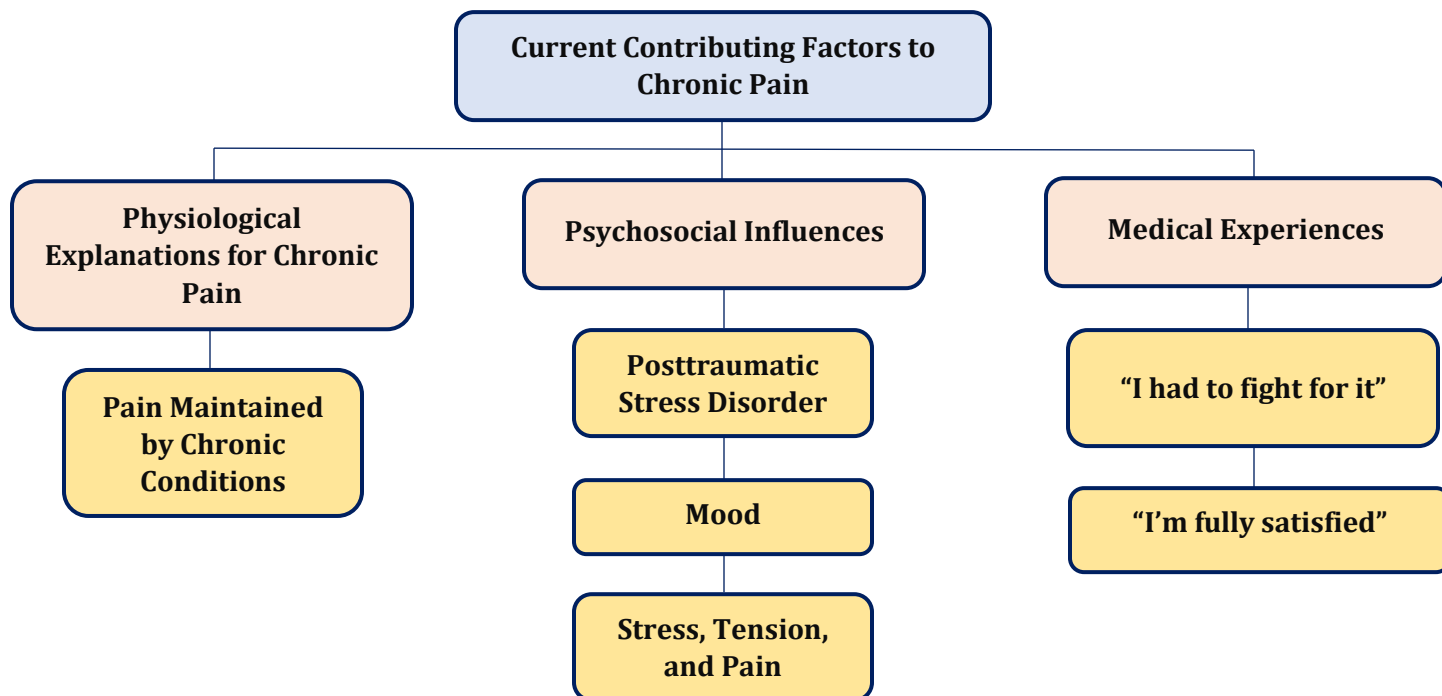 Current Contributing Factors to
Chronic Pain
Physiological
Explanations for Chronic
Pain
Pain Maintained
by Chronic
Conditions
Psychosocial Influences
Posttraumatic
Stress Disorder
Mood
Stress, Tension,
and Pain
Medical Experiences
“I had to fight for it”
“I’m fully satisfied”